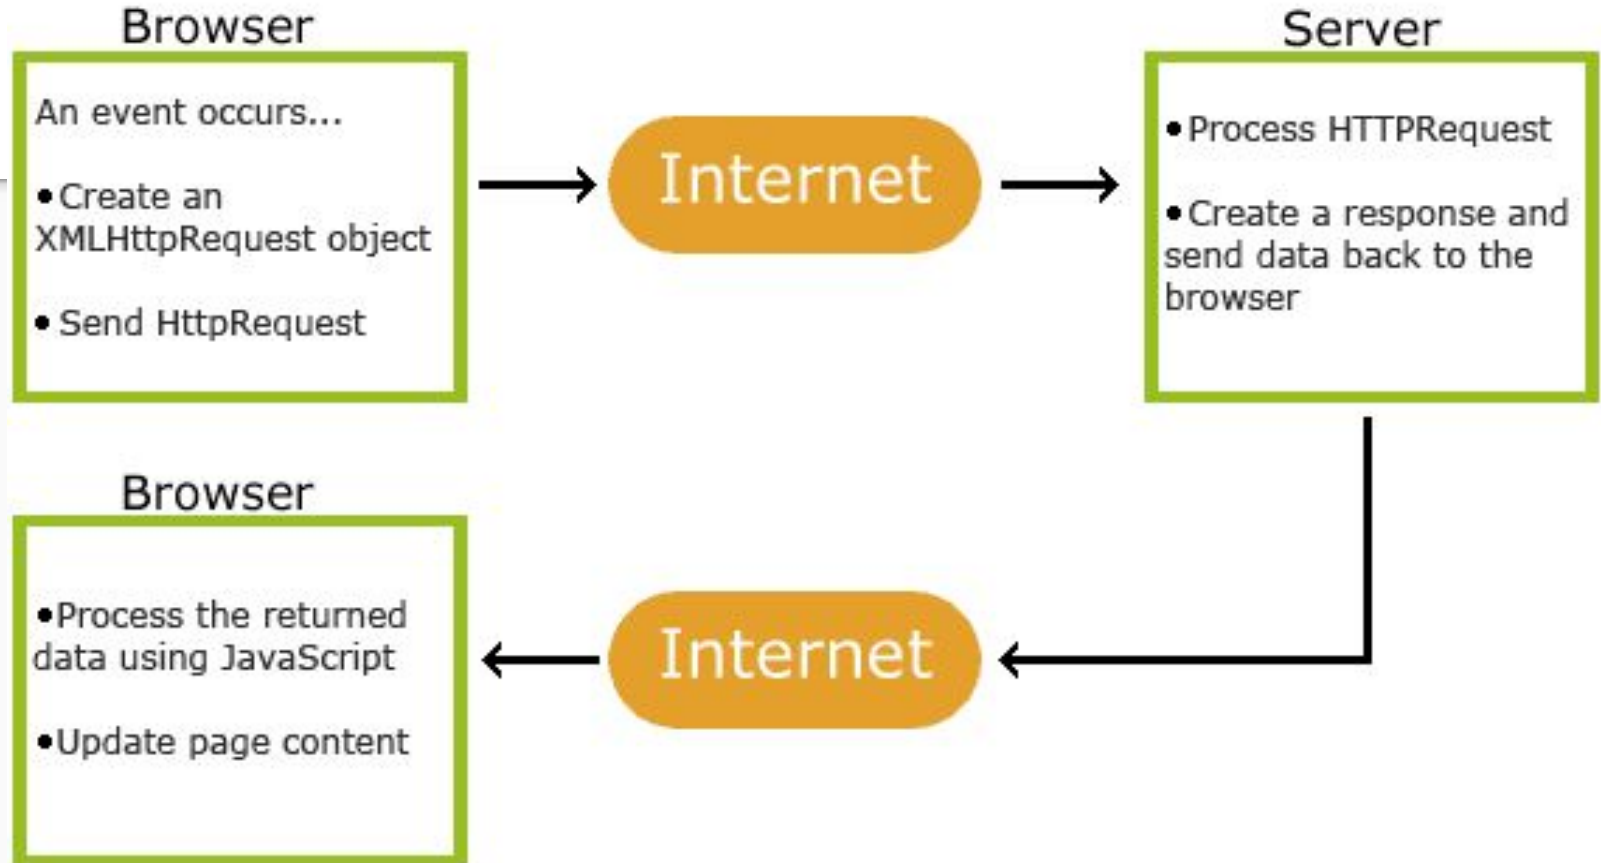 Browser
An event occurs...
•Create an
XMLHttpRequest object
• Send HttpRequest
Internet
Server
•Process HTTPRequest
•Create a response and
send data back to the
browser
Browser
•Process the returned
data using JavaScript
•Update page content
Internet